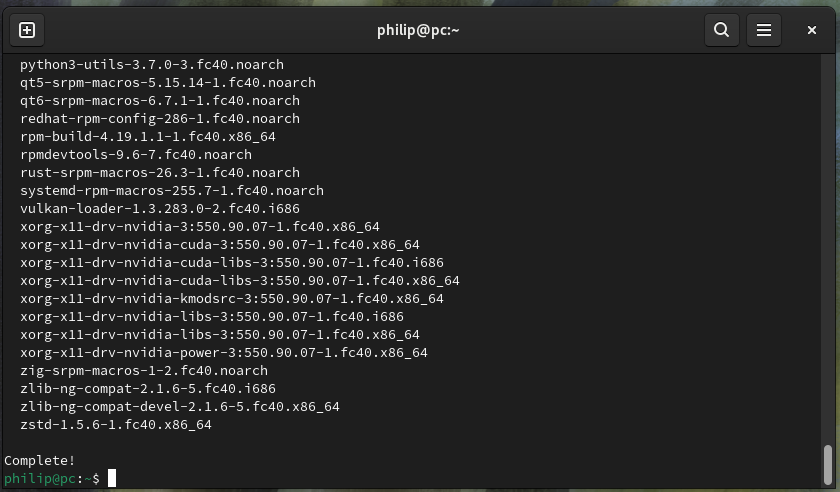 philip@pc:~
python3-utils-3.7.0-3.fc40.noarch
qt5-srpm-macros-5.15.14-1.fc40.noarch
qt6-srpm-macros-6.7.1-1.fc40.noarch
redhat-rpm-config-286-1.fc40.noarch
rpm-build-4.19.1.1-1.fc40.x86_64
rpmdevtools-9.6-7.fc40.noarch
rust-srpm-macros-26.3-1.fc40.noarch
systemd-rpm-macros-255.7-1.fc40.noarch
vulkan-loader-1.3.283.0-2.fc40.i686
xorg-x11-drv-nvidia-3:550.90.07-1.fc40.x86_64
xorg-x11-drv-nvidia-cuda-3:550.90.07-1.fc40.x86_64
xorg-x11-drv-nvidia-cuda-libs-3:550.90.07-1.fc40.i686
xorg-x11-drv-nvidia-cuda-libs-3:550.90.07-1.fc40.x86_64
xorg-x11-drv-nvidia-kmodsrc-3:550.90.07-1.fc40.x86_64
xorg-x11-drv-nvidia-libs-3:550.90.07-1.fc40.i686
xorg-x11-drv-nvidia-libs-3:550.90.07-1.fc40.x86_64
xorg-x11-drv-nvidia-power-3:550.90.07-1.fc40.x86_64
zig-srpm-macros-1-2.fc40.noarch
zlib-ng-compat-2.1.6-5.fc40.i686
zlib-ng-compat-devel-2.1.6-5.fc40.x86_64
zstd-1.5.6-1.fc40.x86_64
Complete!
philip@pc:~$